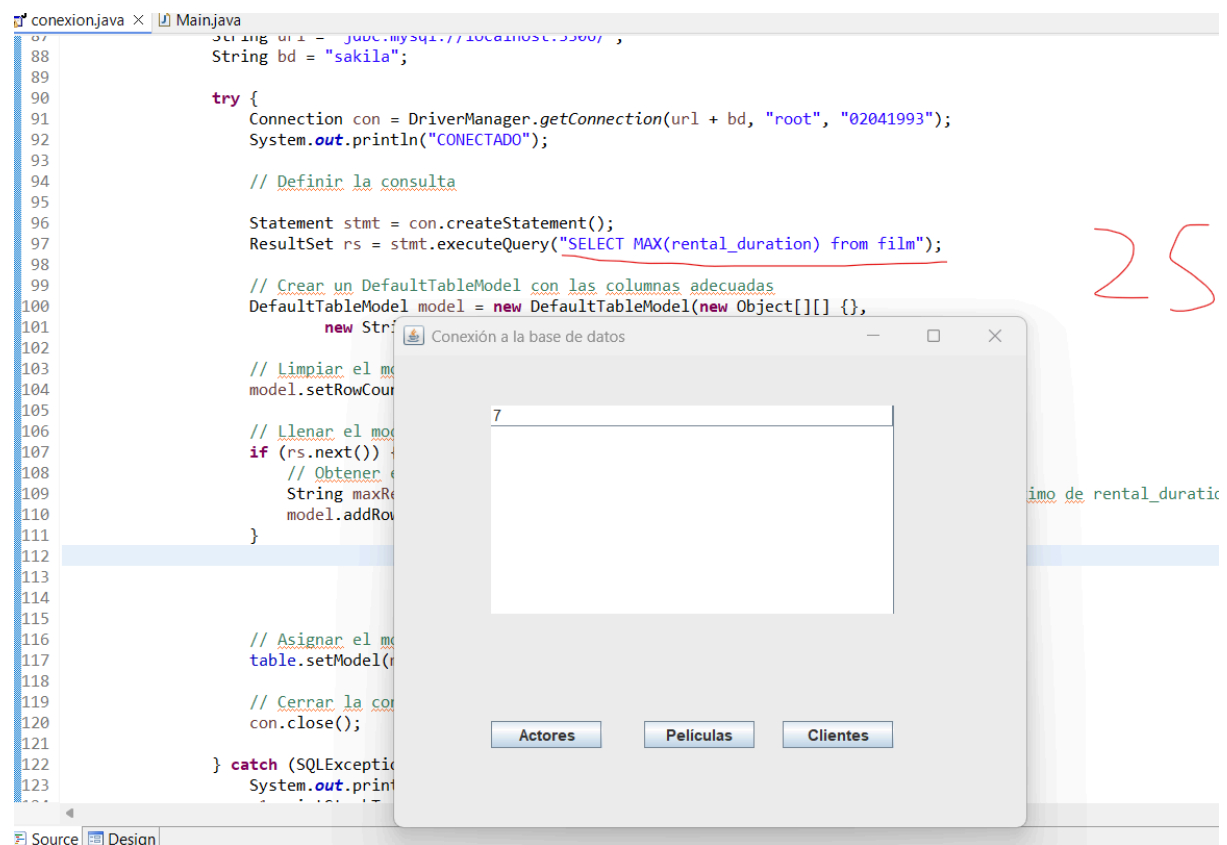 conexion.java × Main.java
87 String url = "jdbc:mysql://localhost:3306/";
88 String bd = "sakila";
89
90 try {
91 Connection con = DriverManager.getConnection(url + bd, "root", "02041993");
92 System.out.println("CONECTADO");
93
94 // Definir la consulta
95
96 Statement stmt = con.createStatement();
97 ResultSet rs = stmt.executeQuery("SELECT MAX(rental_duration) from film");
25
98
99 // Crear un DefaultTableModel con las columnas adecuadas
100 DefaultTableModel model = new DefaultTableModel(new Object[][] {},
101 new Stri
102
103 // Limpiar el mo
104 model.setRowCour
105
106 // Llenar el mod
107 if (rs.next()) {
108 // Obtener e
109 String maxRe imo de rental_duratio
110 model.addRow
111 }
112
113
114
115
116 // Asignar el mo
117 table.setModel(m
118
119 // Cerrar la con
120 con.close();
121
122 } catch (SQLExceptio
123 System.out.print
Source Design
Conexión a la base de datos
7
Actores Películas Clientes